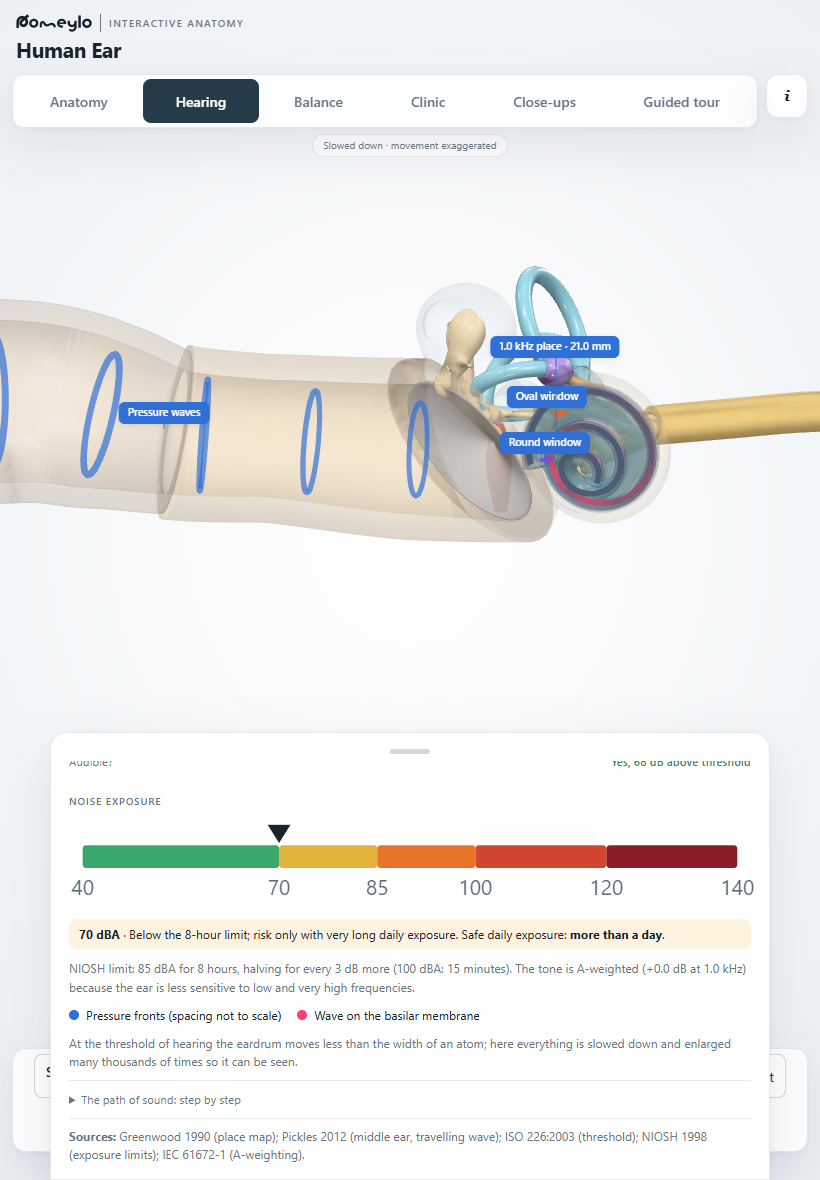 Domeylo
INTERACTIVE ANATOMY
Human Ear
Anatomy
Hearing
Balance
Clinic
Close-ups
Guided tour
i
Slowed down · movement exaggerated
1.0 kHz place · 21.0 mm
Oval window
Pressure waves
Round window
Audible?
Yes, 68 dB above threshold
NOISE EXPOSURE
40 70 85 100 120 140
70 dBA · Below the 8-hour limit; risk only with very long daily exposure. Safe daily exposure: more than a day.
NIOSH limit: 85 dBA for 8 hours, halving for every 3 dB more (100 dBA: 15 minutes). The tone is A-weighted (+0.0 dB at 1.0 kHz)
because the ear is less sensitive to low and very high frequencies.
Pressure fronts (spacing not to scale)
Wave on the basilar membrane
At the threshold of hearing the eardrum moves less than the width of an atom; here everything is slowed down and enlarged
many thousands of times so it can be seen.
The path of sound: step by step
Sources: Greenwood 1990 (place map); Pickles 2012 (middle ear, travelling wave); ISO 226:2003 (threshold); NIOSH 1998
(exposure limits); IEC 61672-1 (A-weighting).